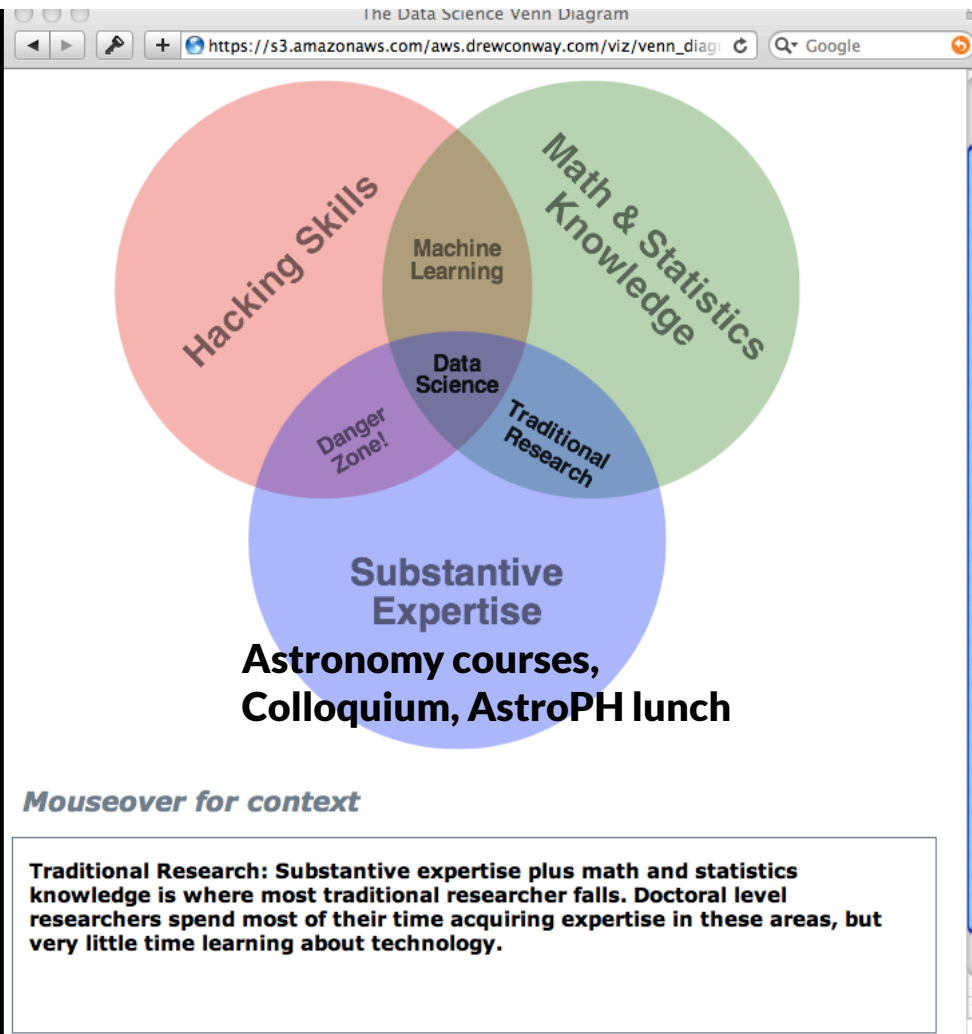 The Data Science Venn Diagram
https://s3.amazonaws.com/aws.drewconway.com/viz/venn_diag
Google
Hacking Skills
Math & Statistics
Knowledge
Machine
Learning
Data
Science
Danger
Zone!
Traditional
Research
Substantive
Expertise
Astronomy courses,
Colloquium, AstroPH lunch
Mouseover for context
Traditional Research: Substantive expertise plus math and statistics
knowledge is where most traditional researcher falls. Doctoral level
researchers spend most of their time acquiring expertise in these areas, but
very little time learning about technology.